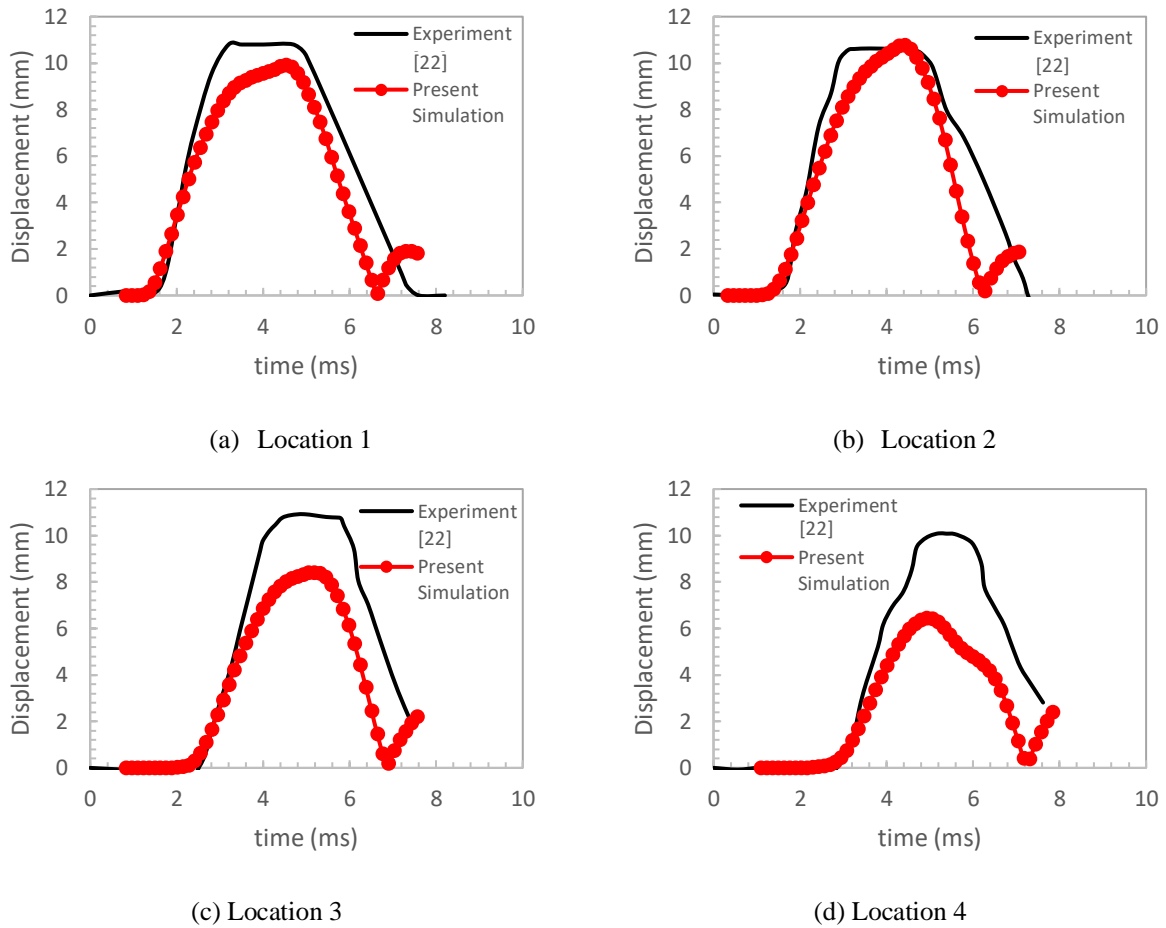 12
10
8
6
4
2
0
Displacement (mm)
Experiment
[22]
Present
Simulation
0 2 4 6 8 10
time (ms)
(a) Location 1
12
10
8
6
4
2
0
Displacement (mm)
Experiment
[22]
Present
Simulation
0 2 4 6 8 10
time (ms)
(b) Location 2
12
10
8
6
4
2
0
Displacement (mm)
Experiment
[22]
Present
Simulation
0 2 4 6 8 10
time (ms)
(c) Location 3
12
10
8
6
4
2
0
Displacement (mm)
Experiment
[22]
Present
Simulation
0 2 4 6 8 10
time (ms)
(d) Location 4